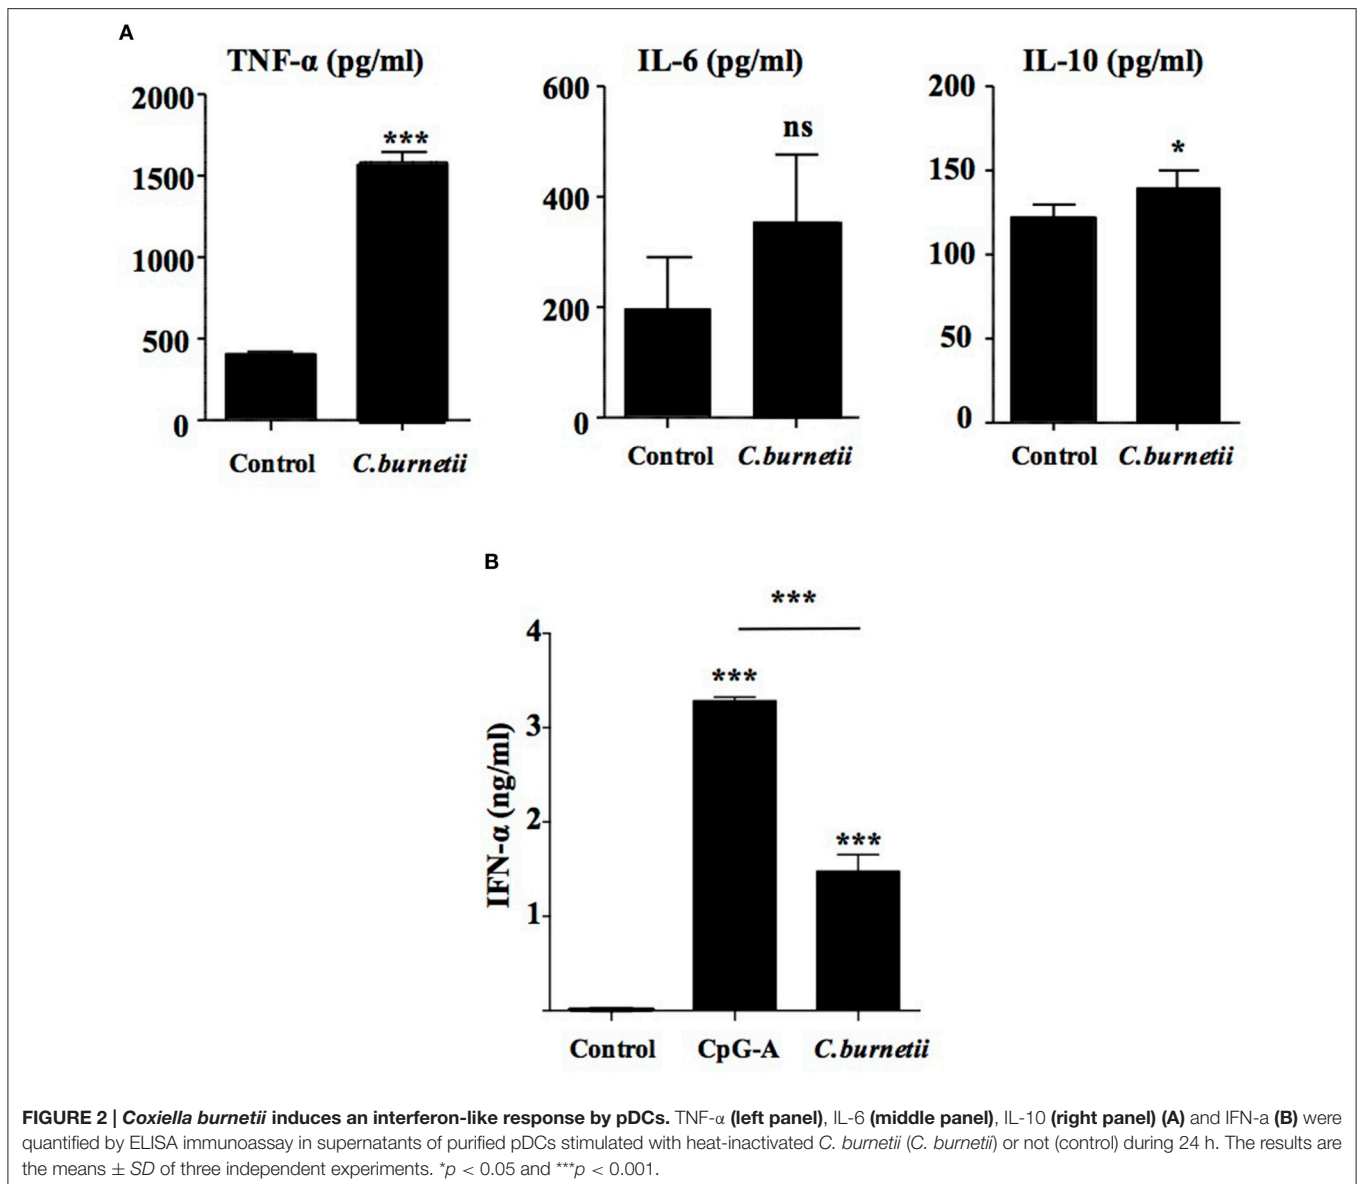 A
TNF-α (pg/ml)
2000
1500
1000
500
0
***
Control C.burnetii
IL-6 (pg/ml)
600
400
200
0
ns
Control C.burnetii
IL-10 (pg/ml)
200
150
100
50
0
*
Control C.burnetii
B
***
IFN-α (ng/ml)
4
3
2
1
***
***
Control CpG-A C.burnetii
FIGURE 2 | Coxiella burnetii induces an interferon-like response by pDCs. TNF-α (left panel), IL-6 (middle panel), IL-10 (right panel) (A) and IFN-a (B) were
quantified by ELISA immunoassay in supernatants of purified pDCs stimulated with heat-inactivated C. burnetii (C. burnetii) or not (control) during 24 h. The results are
the means ± SD of three independent experiments. *p < 0.05 and ***p < 0.001.